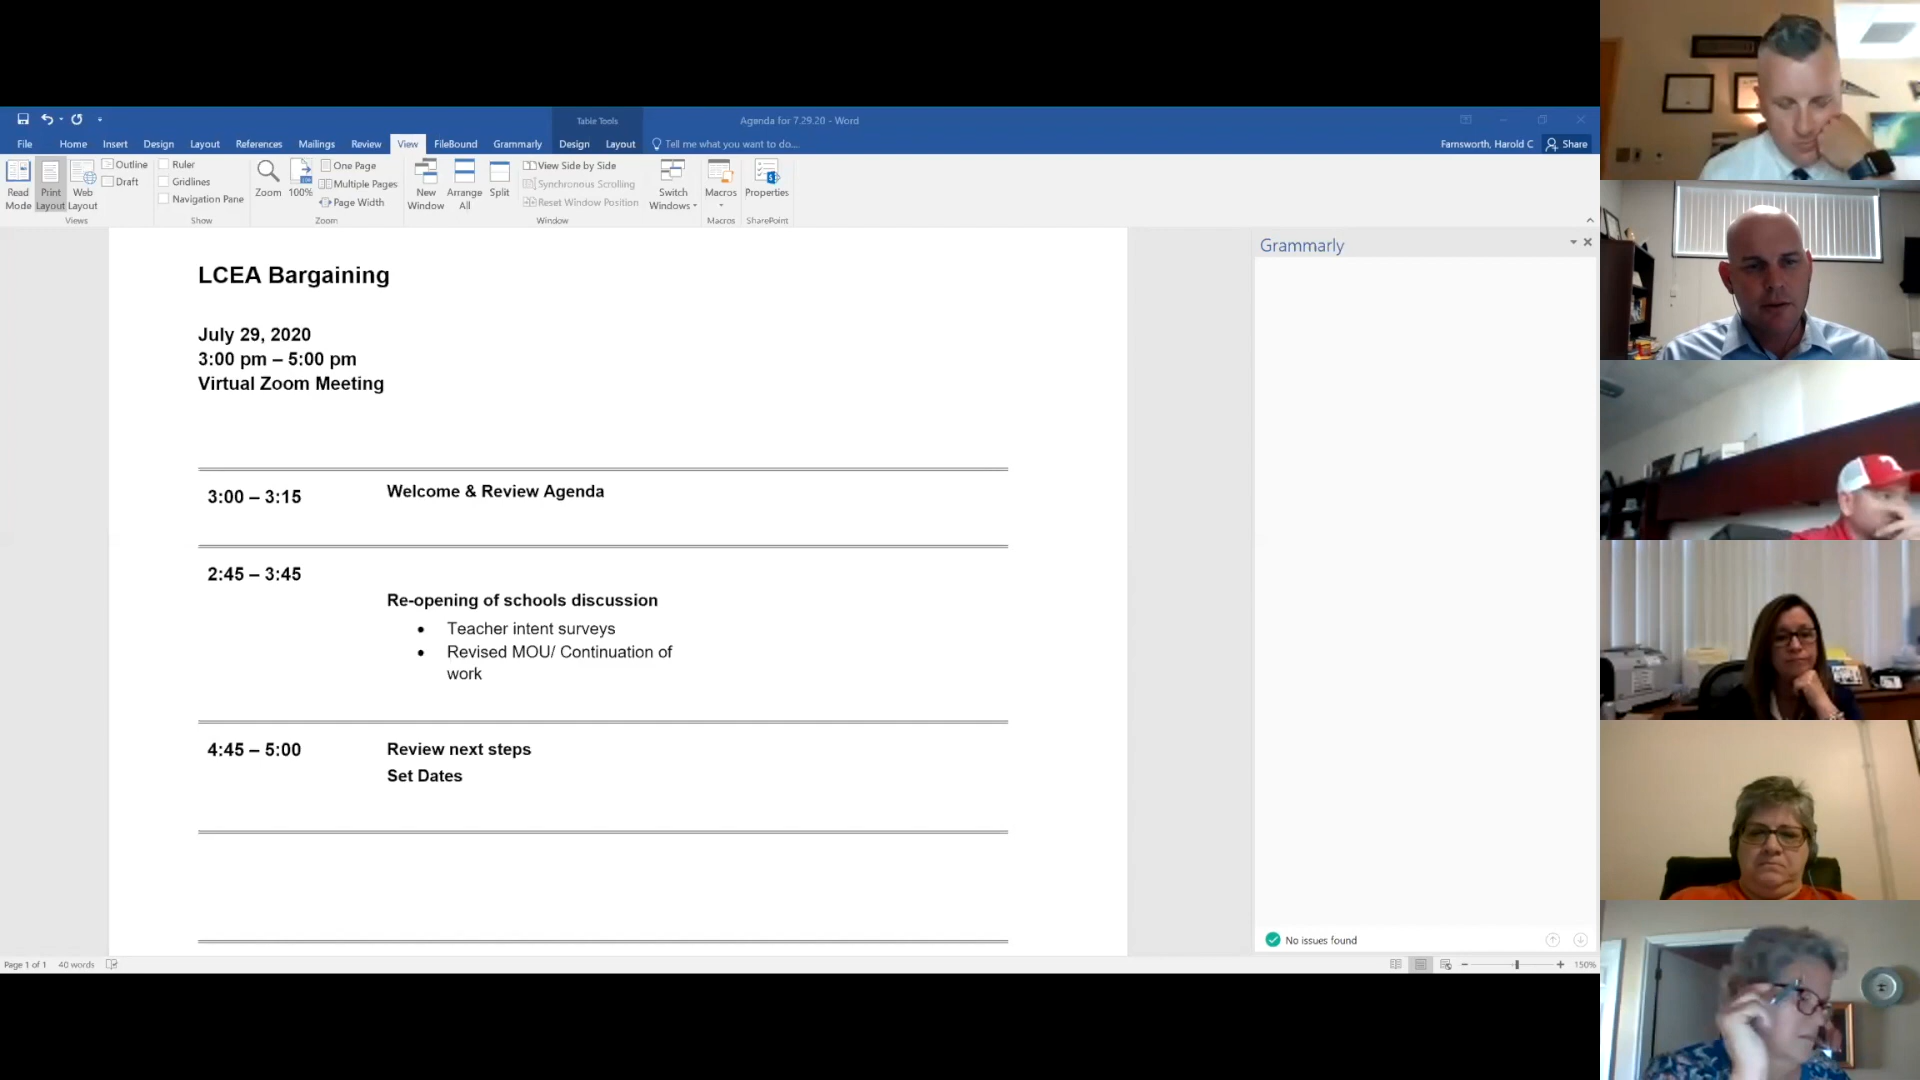 Table Tools
Agenda for 7.29.20 - Word
File Home Insert Design Layout References Mailings Review View FileBound Grammarly Design Layout Tell me what you want to do... Farnsworth, Harold C Share
Read Mode
Print Layout
Web Layout
Outline
Draft
Views
Ruler
Gridlines
Navigation Pane
Show
Zoom
100%
One Page
Multiple Pages
Page Width
Zoom
New Window
Arrange All
Split
View Side by Side
Synchronous Scrolling
Reset Window Position
Window
Switch Windows
Macros
Macros
Properties
SharePoint
LCEA Bargaining
July 29, 2020
3:00 pm – 5:00 pm
Virtual Zoom Meeting
3:00 – 3:15 Welcome & Review Agenda
2:45 – 3:45
Re-opening of schools discussion
• Teacher intent surveys
• Revised MOU/ Continuation of
work
4:45 – 5:00 Review next steps
Set Dates
Grammarly
No issues found
Page 1 of 1 40 words
150%